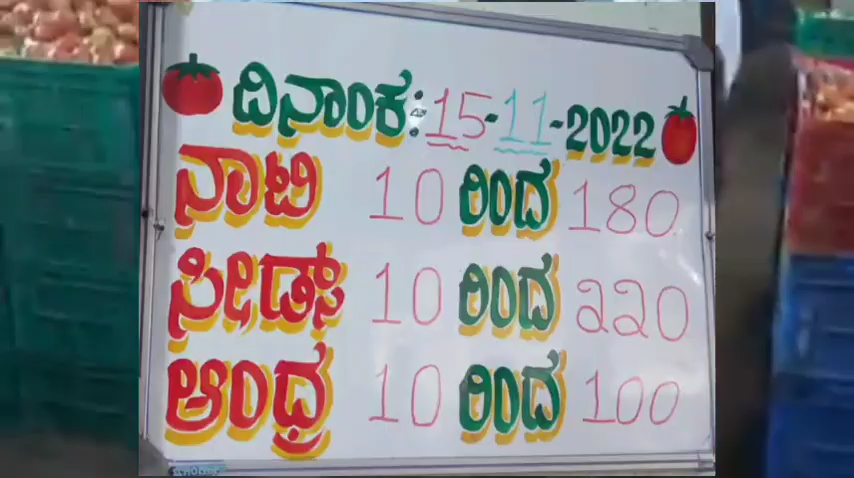 ದಿನಾಂಕ: 15-11-2022
ನಾಟಿ 10 ರಿಂದ 180
ಸೀಡ್ಸ್ 10 ರಿಂದ 220
ಆಂಧ್ರ 10 ರಿಂದ 100